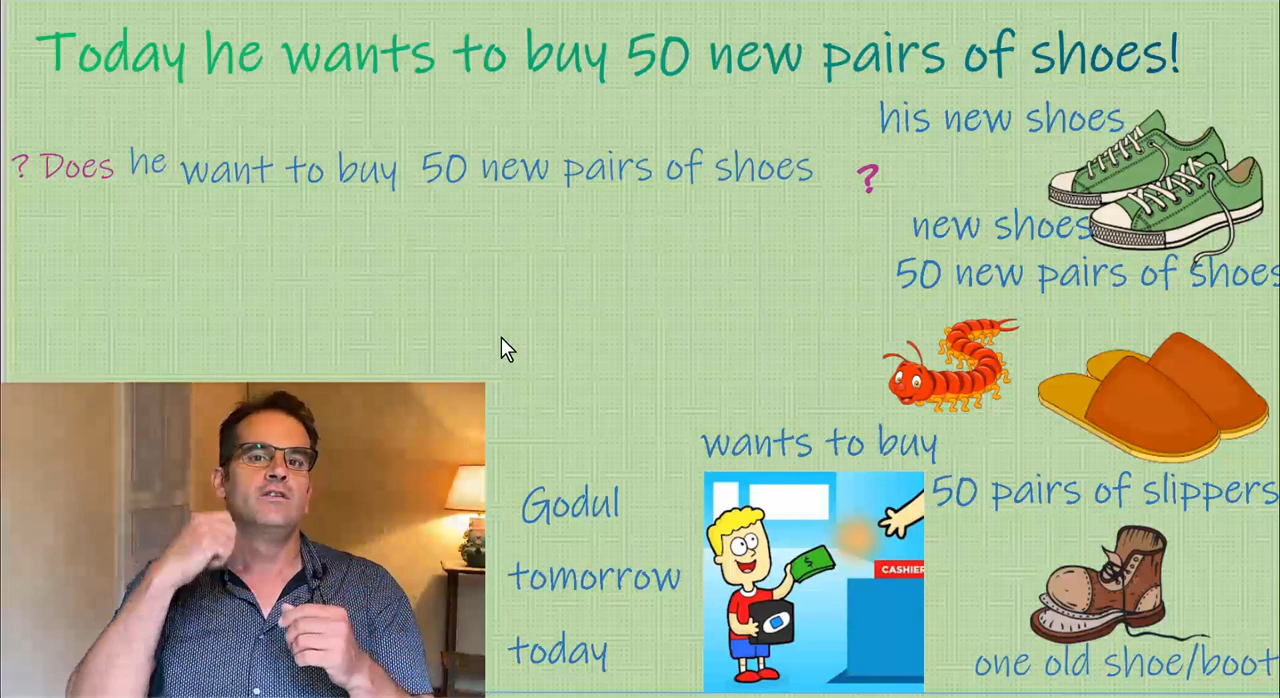 Today he wants to buy 50 new pairs of shoes!
his new shoes
? Does he want to buy 50 new pairs of shoes ?
new shoes
50 new pairs of shoes
wants to buy
50 pairs of slippers
Godul
tomorrow
CASHIER
today
one old shoe/boot